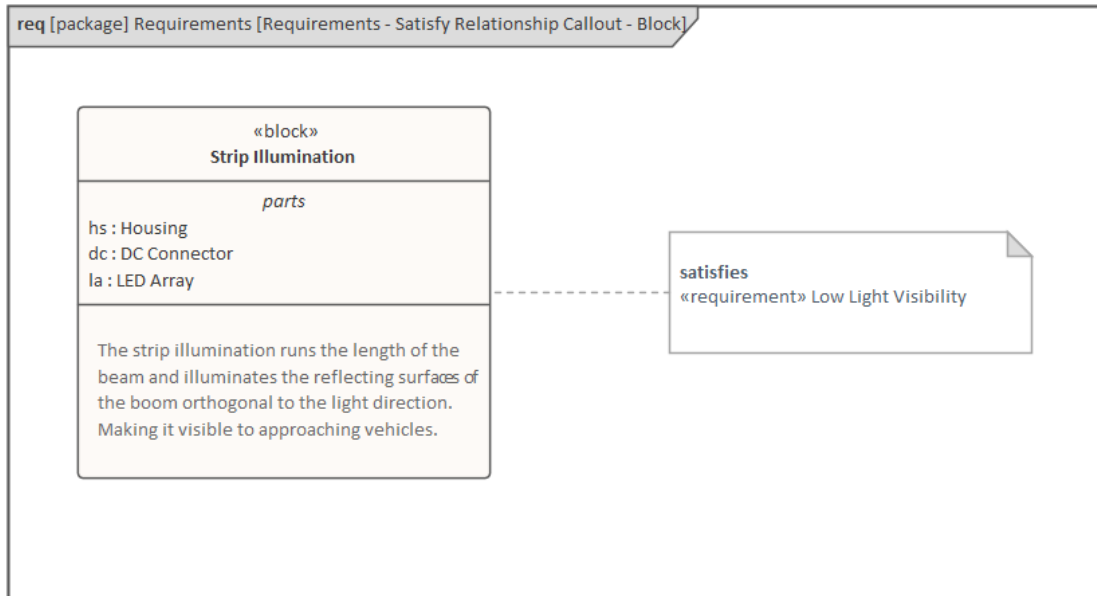 req [package] Requirements [Requirements - Satisfy Relationship Callout - Block]
«block»
Strip Illumination
parts
hs : Housing
dc : DC Connector
la : LED Array
The strip illumination runs the length of the
beam and illuminates the reflecting surfaces of
the boom orthogonal to the light direction.
Making it visible to approaching vehicles.
satisfies
«requirement» Low Light Visibility